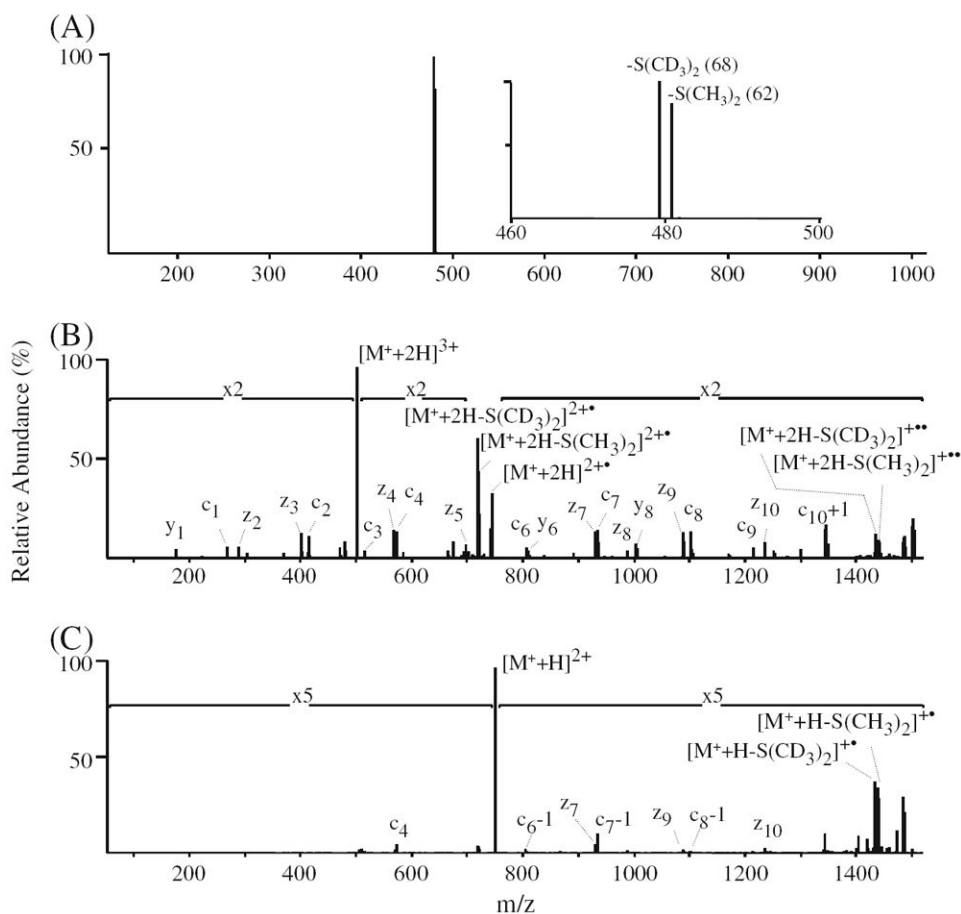 (A)
100
50
-S(CD₃)₂ (68)
-S(CH₃)₂ (62)
460 480 500
200 300 400 500 600 700 800 900 1000
Relative Abundance (%)
(B)
100
50
[M⁺+2H]³⁺
x2 x2 x2
[M⁺+2H-S(CD₃)₂]²⁺•
[M⁺+2H-S(CH₃)₂]²⁺•
[M⁺+2H]²⁺•
[M⁺+2H-S(CD₃)₂]⁺••
[M⁺+2H-S(CH₃)₂]⁺••
y₁ c₁ z₂ z₃ c₂ c₃ z₄ c₄ z₅ c₆ y₆ z₇ c₇ z₈ y₈ z₉ c₈ c₉ z₁₀ c₁₀+1
200 400 600 800 1000 1200 1400
(C)
100
50
[M⁺+H]²⁺
x5 x5
[M⁺+H-S(CH₃)₂]⁺•
[M⁺+H-S(CD₃)₂]⁺•
c₄ c₆-1 z₇ c₇-1 z₉ c₈-1 z₁₀
200 400 600 800 1000 1200 1400
m/z